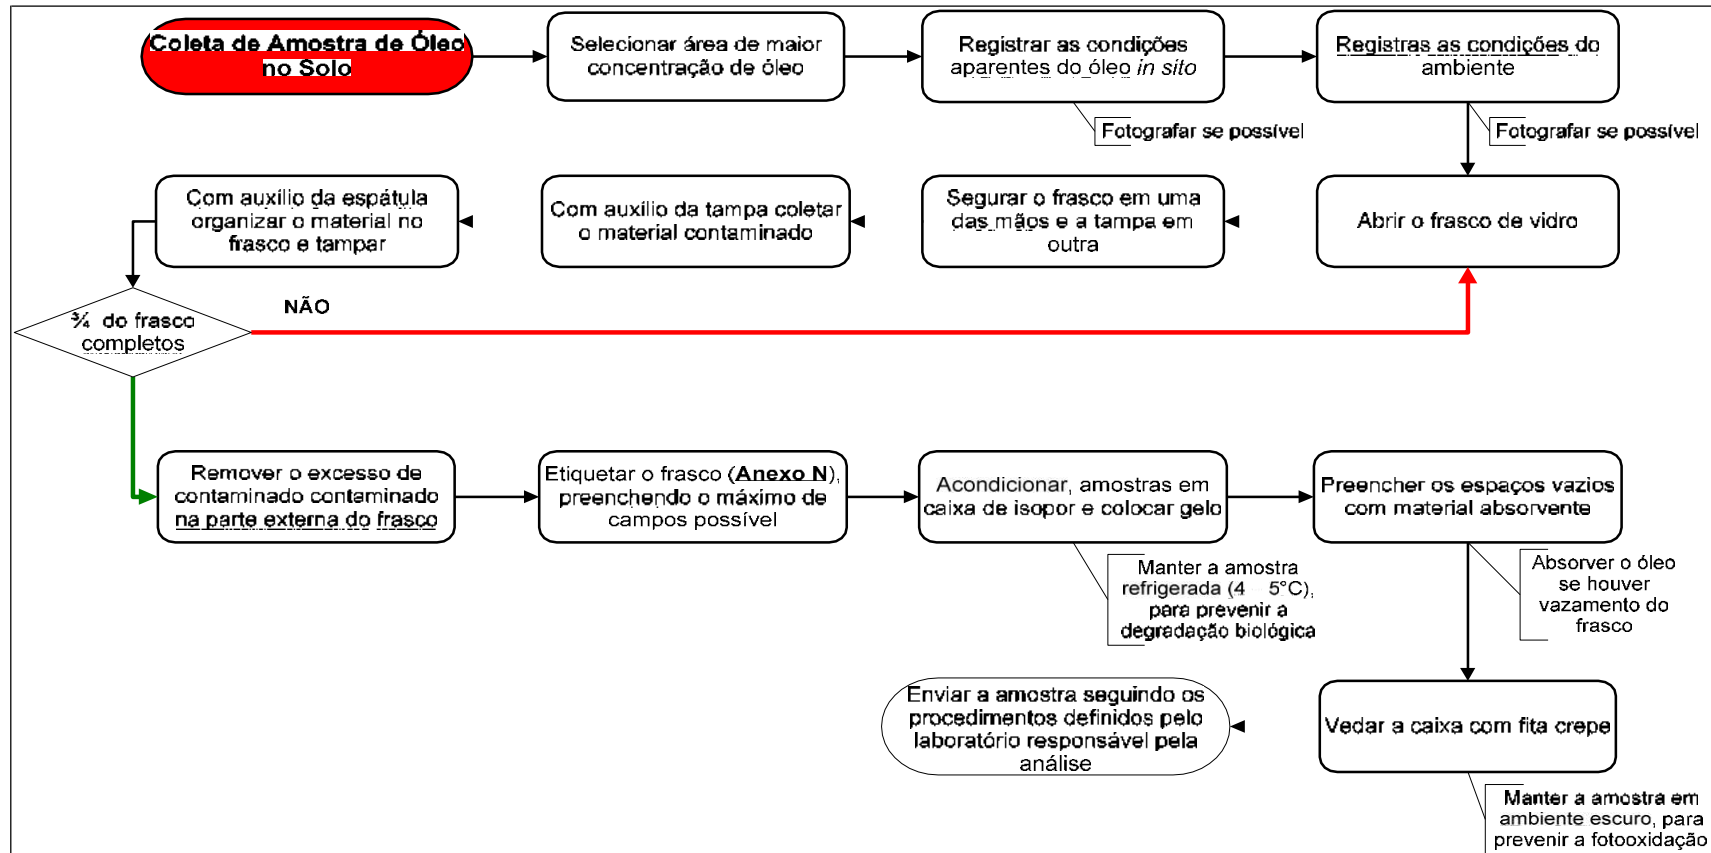 Coleta de Amostra de Óleo
no Solo
Selecionar área de maior
concentração de óleo
Registrar as condições
aparentes do óleo in sito
Registras as condições do
ambiente
Fotografar se possível
Fotografar se possível
Com auxílio da espátula
organizar o material no
frasco e tampar
Com auxílio da tampa coletar
o material contaminado
Segurar o frasco em uma
das mãos e a tampa em
outra
Abrir o frasco de vidro
NÃO
¾ do frasco
completos
Remover o excesso de
contaminado contaminado
na parte externa do frasco
Etiquetar o frasco (Anexo N),
preenchendo o máximo de
campos possível
Acondicionar, amostras em
caixa de isopor e colocar gelo
Preencher os espaços vazios
com material absorvente
Manter a amostra
refrigerada (4 5°C),
para prevenir a
degradação biológica
Absorver o óleo
se houver
vazamento do
frasco
Enviar a amostra seguindo os
procedimentos definidos pelo
laboratório responsável pela
análise
Vedar a caixa com fita crepe
Manter a amostra em
ambiente escuro, para
prevenir a fotooxidação